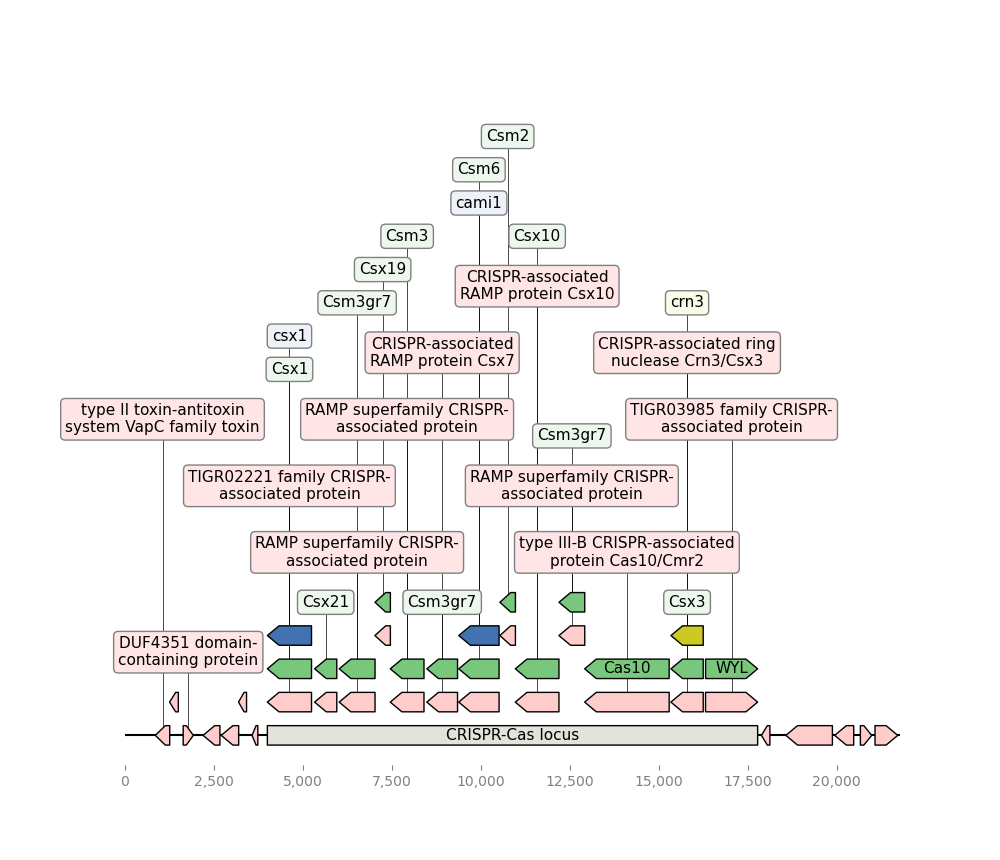 Csm2
Csm6
cami1
Csm3
Csx10
Csx19
CRISPR-associated
RAMP protein Csx10
Csm3gr7
crn3
csx1
CRISPR-associated
RAMP protein Csx7
CRISPR-associated ring
nuclease Crn3/Csx3
Csx1
type II toxin-antitoxin
system VapC family toxin
RAMP superfamily CRISPR-
associated protein
TIGR03985 family CRISPR-
associated protein
Csm3gr7
TIGR02221 family CRISPR-
associated protein
RAMP superfamily CRISPR-
associated protein
RAMP superfamily CRISPR-
associated protein
type III-B CRISPR-associated
protein Cas10/Cmr2
Csx21
Csm3gr7
Csx3
DUF4351 domain-
containing protein
Cas10
WYL
CRISPR-Cas locus
0
2,500
5,000
7,500
10,000
12,500
15,000
17,500
20,000